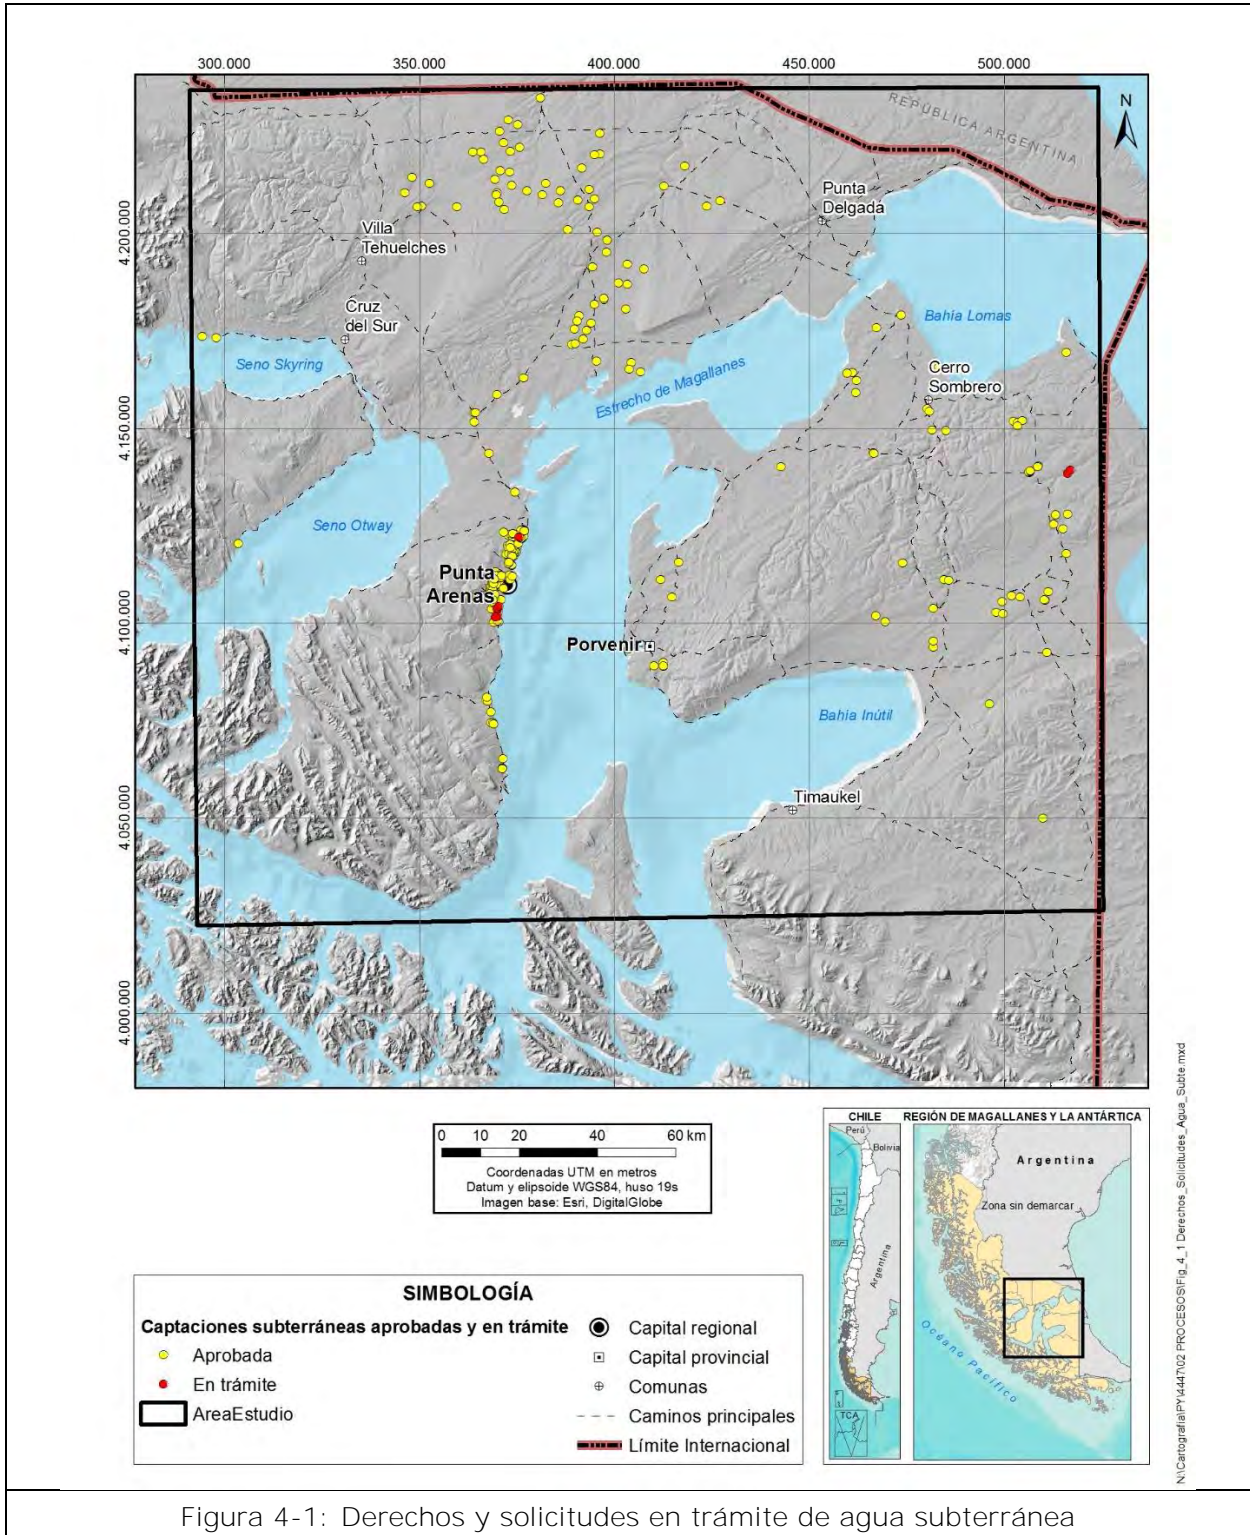 300.000 350.000 400.000 450.000 500.000
N
REPÚBLICA ARGENTINA
4.200.000
Punta
Delgada
Villa
Tehuelches
Cruz
del Sur
Bahía Lomas
Seno Skyring
Estrecho de Magallanes
Cerro
Sombrero
4.150.000
Seno Otway
Punta
Arenas
4.100.000
Porvenir
Bahía Inútil
Timaukel
4.050.000
4.000.000
0 10 20 40 60 km
Coordenadas UTM en metros
Datum y elipsoide WGS84, huso 19s
Imagen base: Esri, DigitalGlobe
CHILE
Perú
Bolivia
Argentina
TCA
REGIÓN DE MAGALLANES Y LA ANTÁRTICA
Argentina
Zona sin demarcar
Océano Pacífico
SIMBOLOGÍA
Captaciones subterráneas aprobadas y en trámite
Aprobada
En trámite
AreaEstudio
Capital regional
Capital provincial
Comunas
Caminos principales
Límite Internacional
N:\Cartografia\PY\4447\02 PROCESOS\Fig_4_1 Derechos_Solicitudes_Agua_Subte.mxd
Figura 4-1: Derechos y solicitudes en trámite de agua subterránea